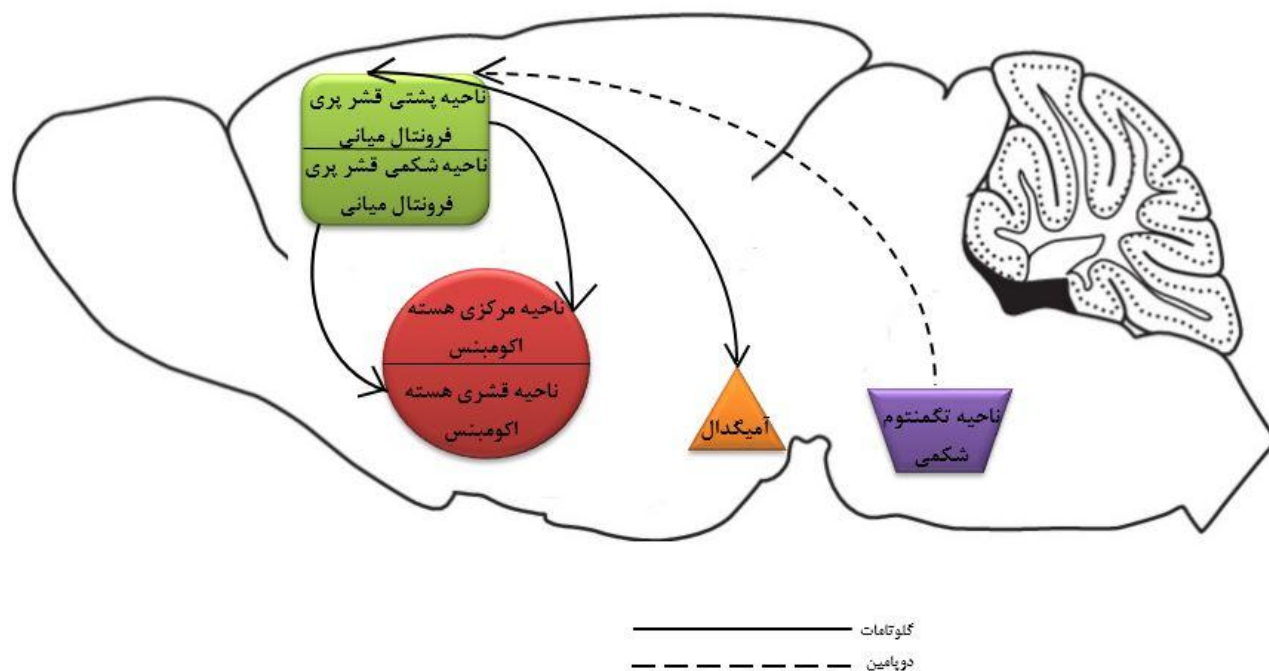 ناحیه پشتی قشر پری
فرونتال میانی
ناحیه شکمی قشر پری
فرونتال میانی
ناحیه مرکزی هسته
اکومبنس
ناحیه قشری هسته
اکومبنس
آمیگدال
ناحیه تگمنتوم
شکمی
گلوتامات
دوپامین